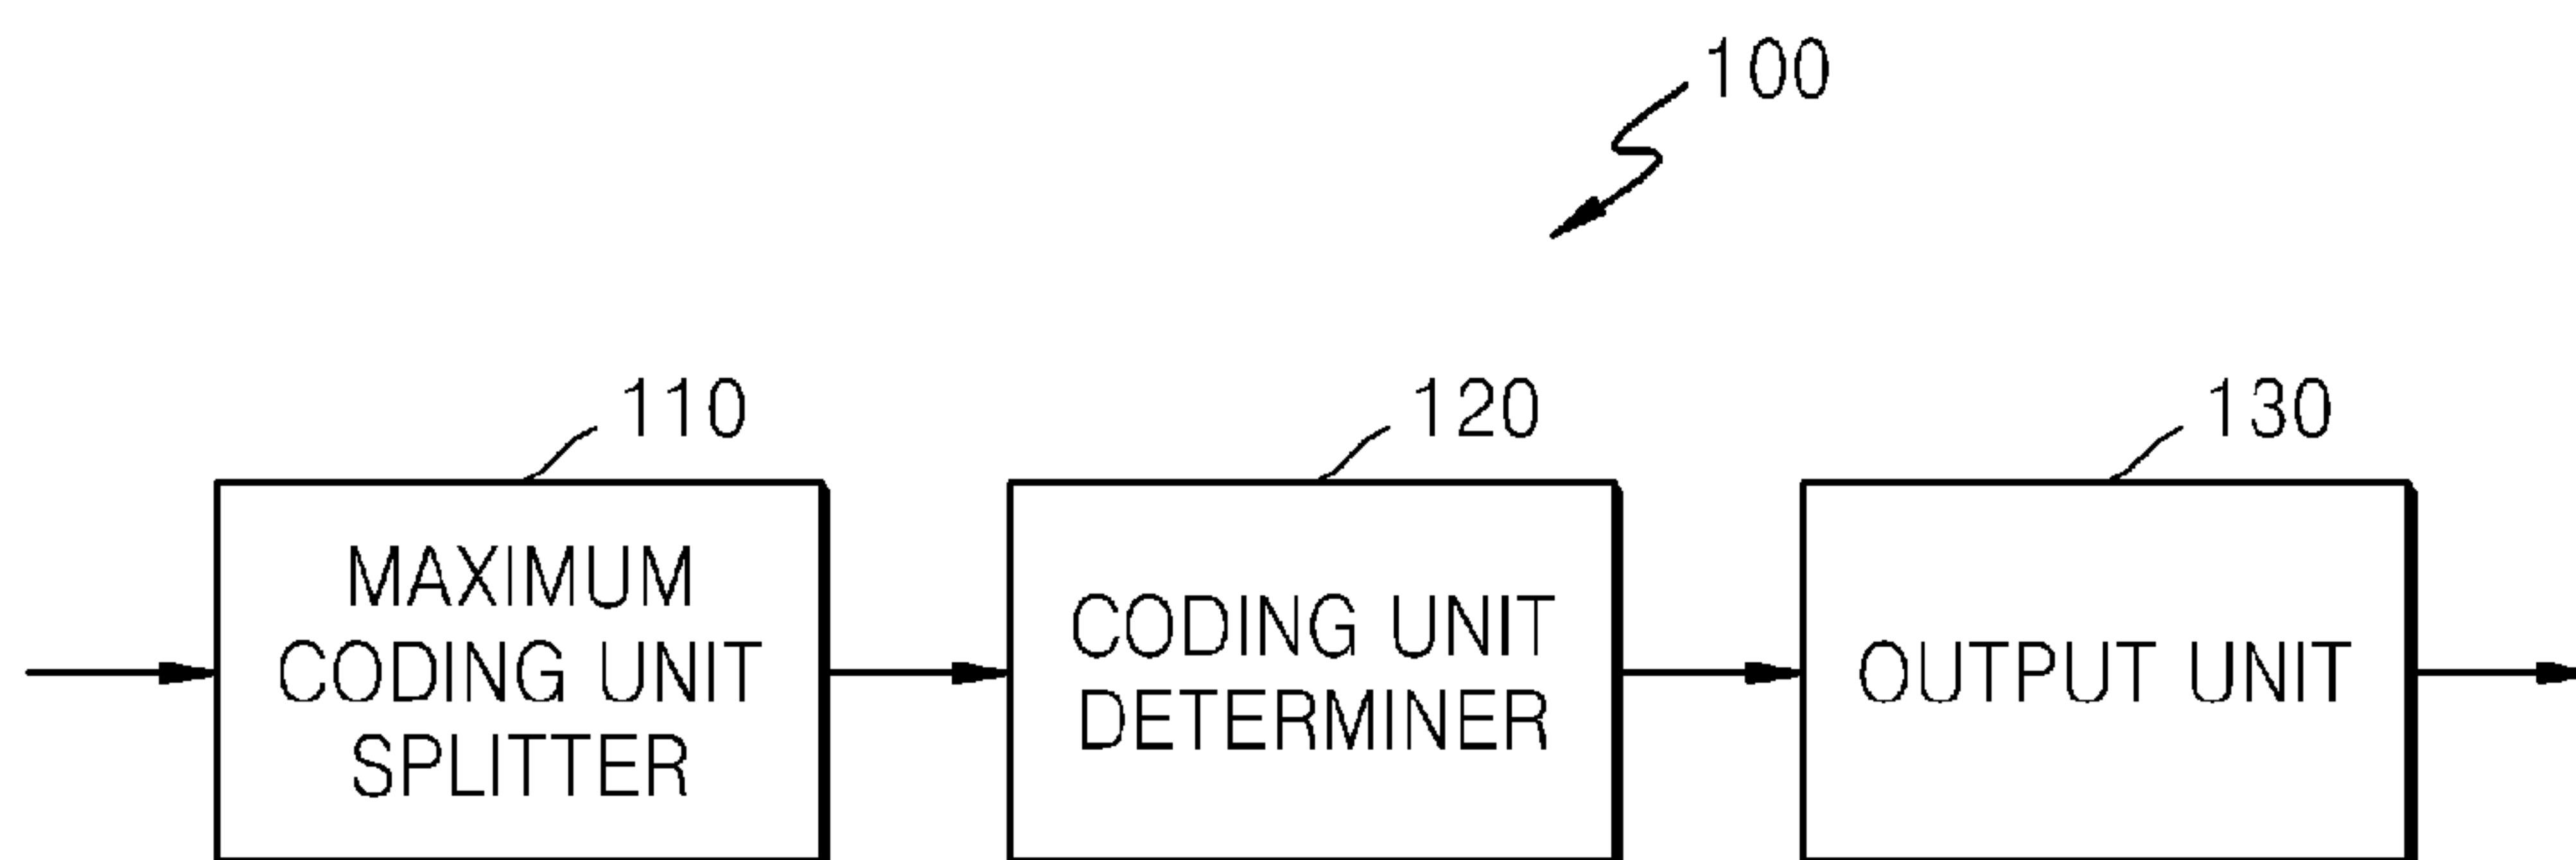 100
110
120
130
MAXIMUM
CODING UNIT
SPLITTER
CODING UNIT
DETERMINER
OUTPUT UNIT